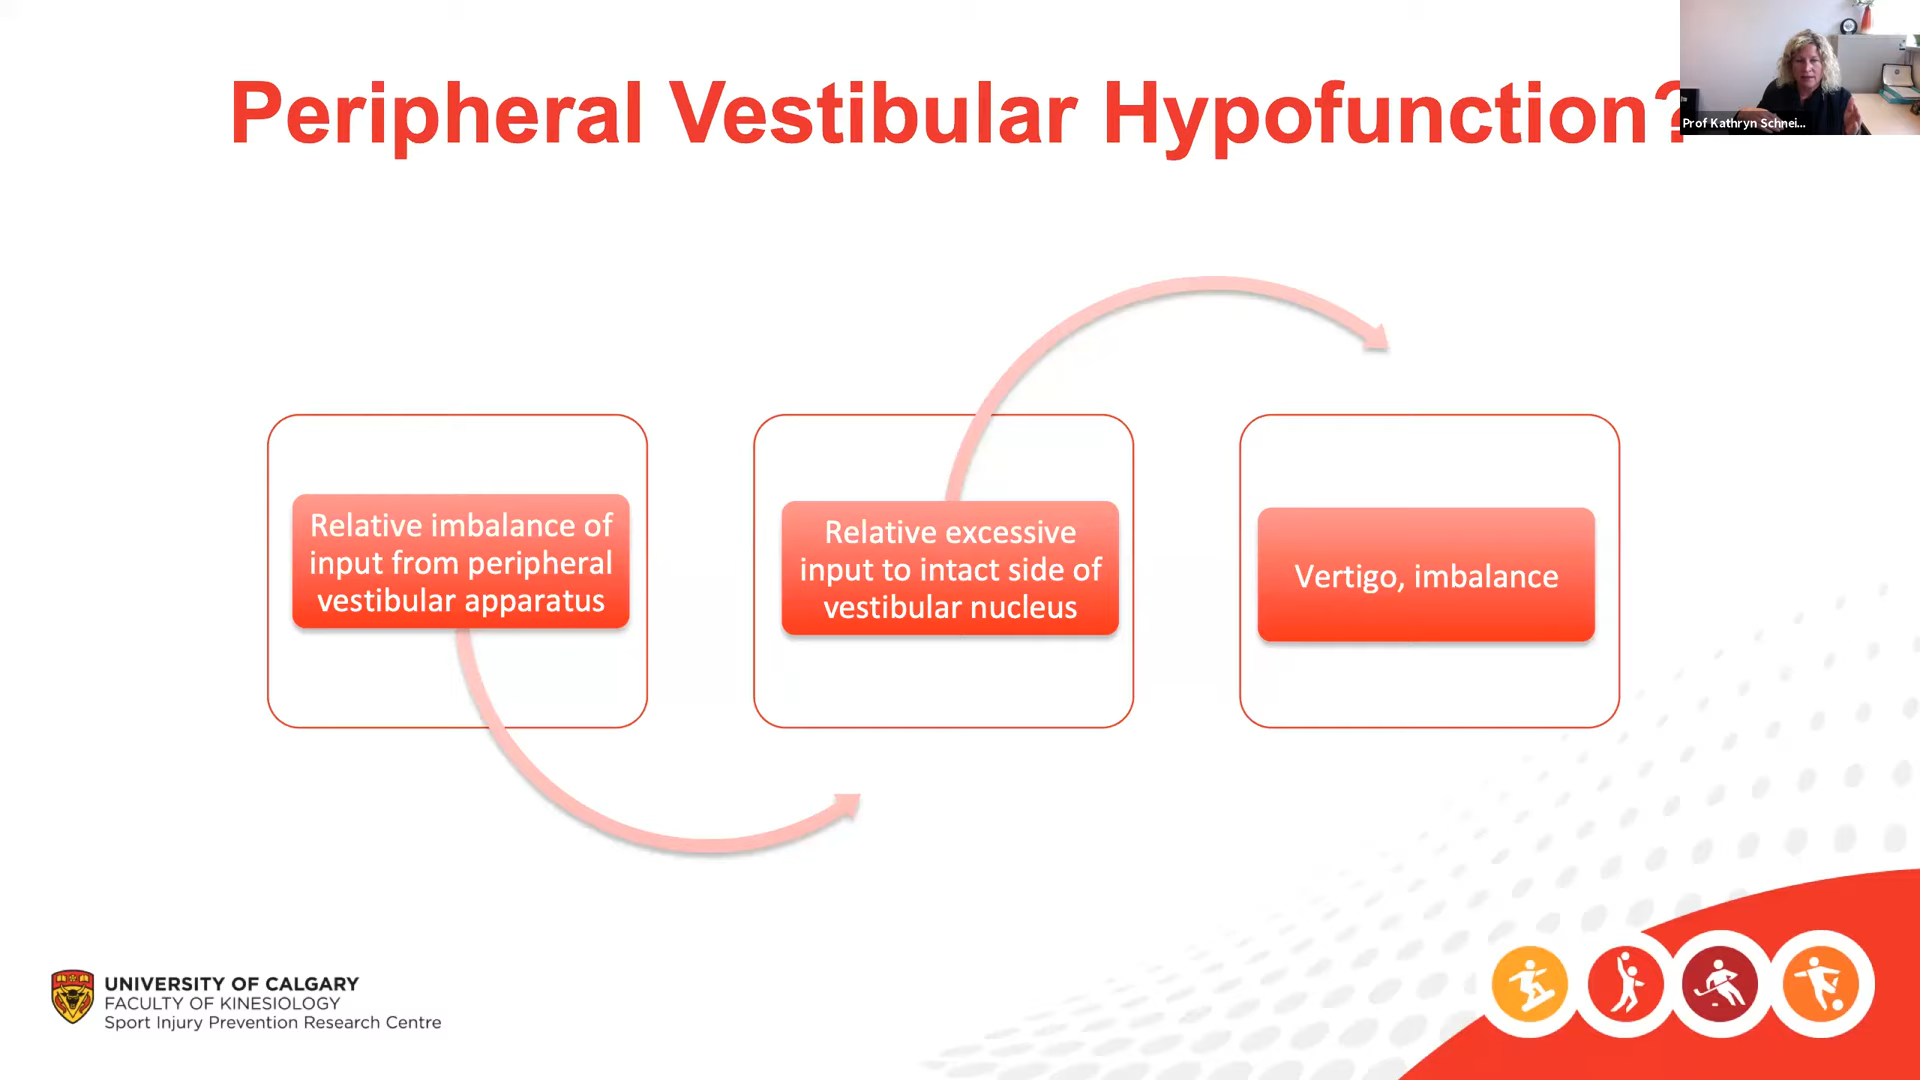 Peripheral Vestibular Hypofunction?
Prof Kathryn Schnei...
Relative imbalance of
input from peripheral
vestibular apparatus
Relative excessive
input to intact side of
vestibular nucleus
Vertigo, imbalance
UNIVERSITY OF CALGARY
FACULTY OF KINESIOLOGY
Sport Injury Prevention Research Centre